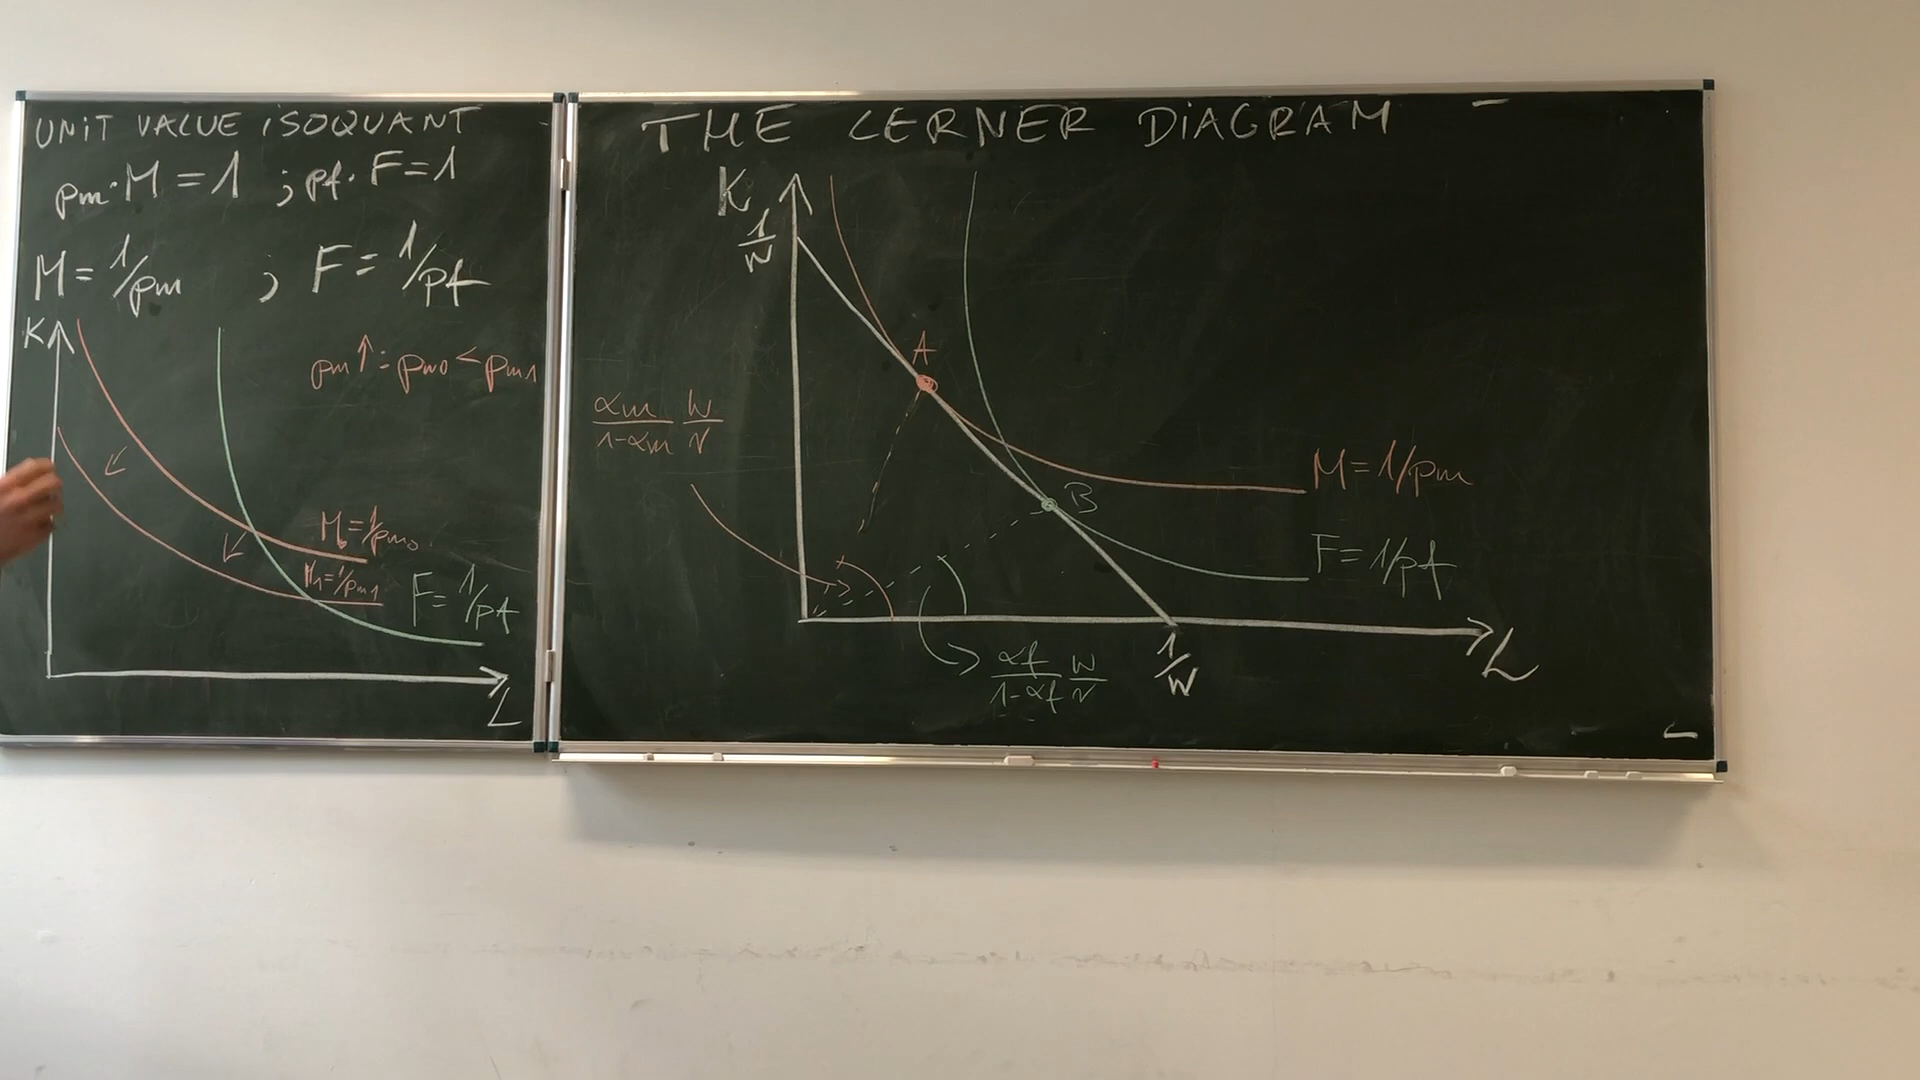 UNIT VALUE ISOQUANT
pm·M = 1 ; pf·F = 1
M = 1/pm ; F = 1/pf
K
pm↑: pm0 < pm1
M0 = 1/pm0
M1 = 1/pm1
F = 1/pf
L
THE LERNER DIAGRAM
K
1/W
A
αm/1-αm W/r
B
M = 1/pm
F = 1/pf
αf/1-αf W/r
1/W
L